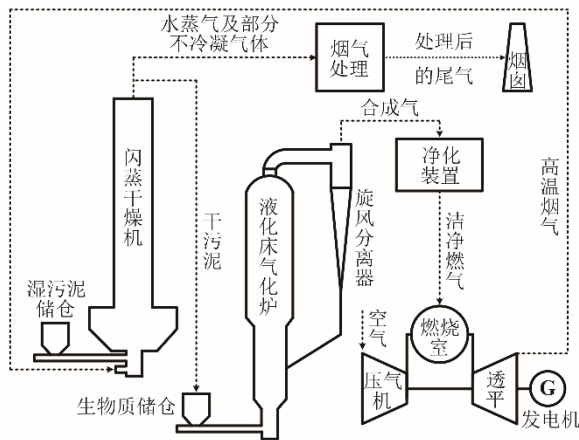 水蒸气及部分
不冷凝气体
烟气
处理
处理后
的尾气
烟囱
合成气
净化
装置
高温烟气
闪蒸干燥机
干污泥
液化床气化炉
旋风分离器
洁净燃气
湿污泥
储仓
空气
燃烧
室
压气
机
透平
G
发电机
生物质储仓